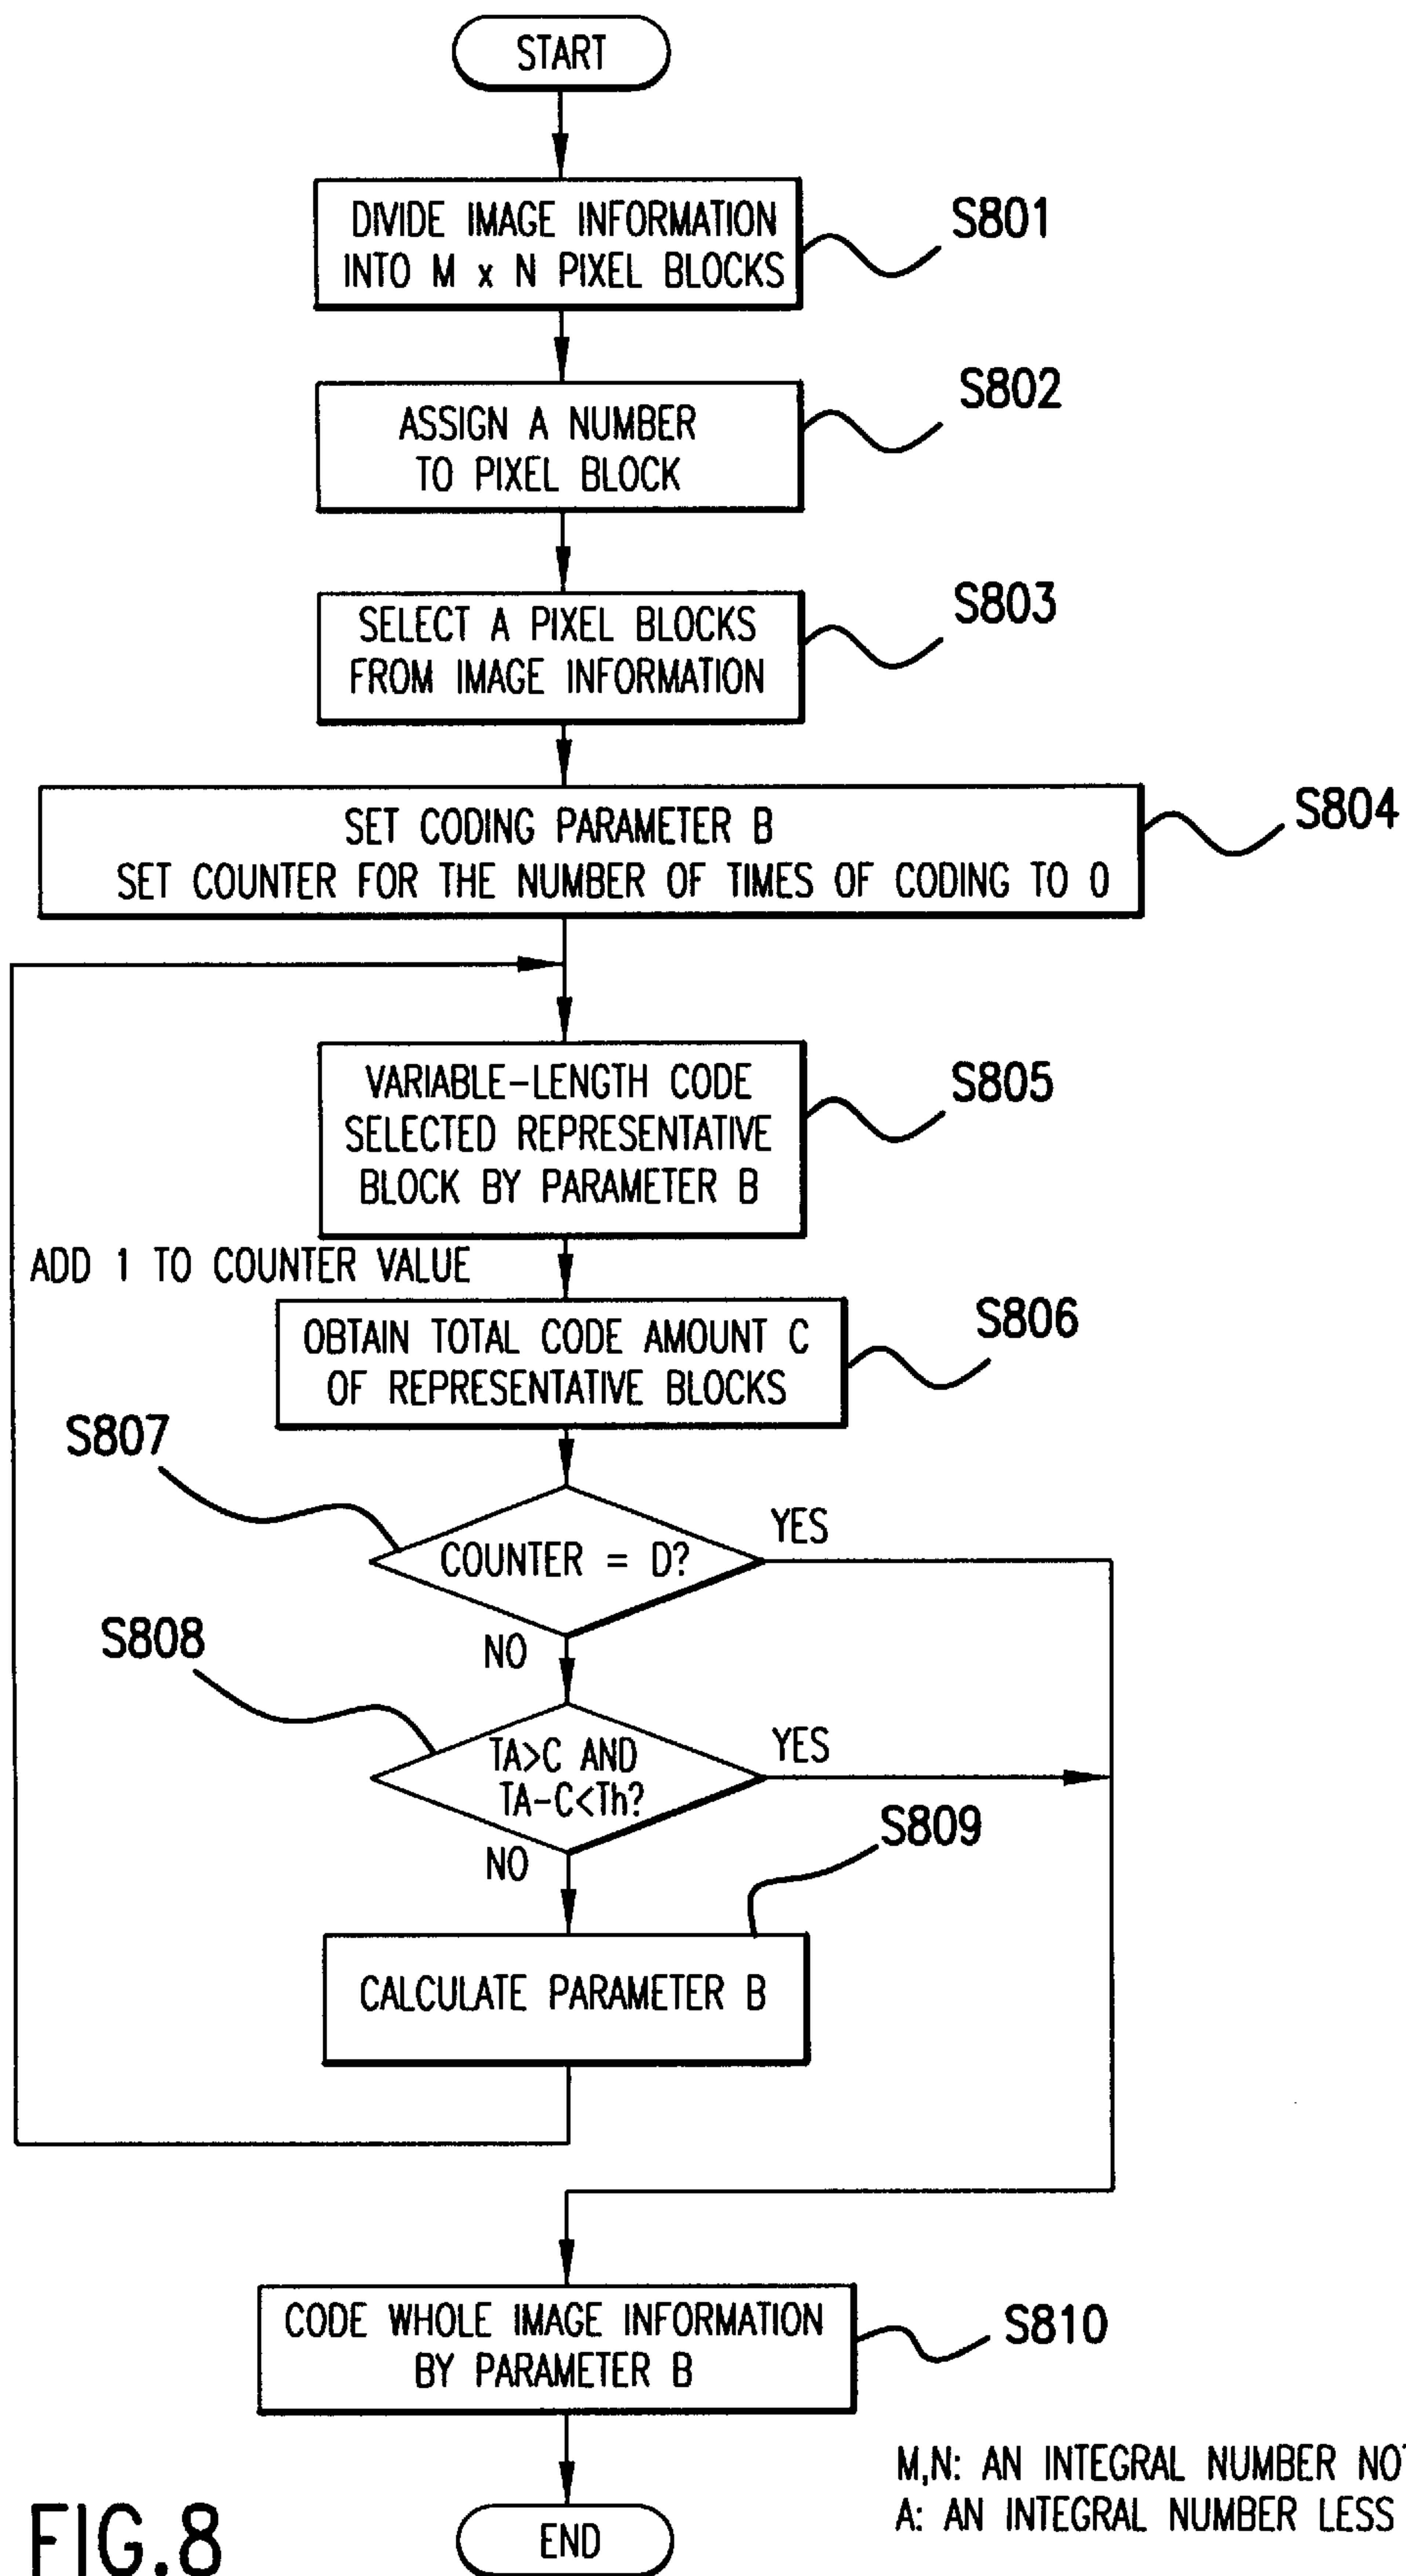 START
DIVIDE IMAGE INFORMATION
INTO M x N PIXEL BLOCKS
S801
ASSIGN A NUMBER
TO PIXEL BLOCK
S802
SELECT A PIXEL BLOCKS
FROM IMAGE INFORMATION
S803
SET CODING PARAMETER B
SET COUNTER FOR THE NUMBER OF TIMES OF CODING TO 0
S804
VARIABLE-LENGTH CODE
SELECTED REPRESENTATIVE
BLOCK BY PARAMETER B
S805
ADD 1 TO COUNTER VALUE
OBTAIN TOTAL CODE AMOUNT C
OF REPRESENTATIVE BLOCKS
S806
S807
COUNTER = D?
YES
NO
S808
TA>C AND
TA-C<Th?
YES
NO
S809
CALCULATE PARAMETER B
CODE WHOLE IMAGE INFORMATION
BY PARAMETER B
S810
END
M,N: AN INTEGRAL NUMBER
A: AN INTEGRAL NUMBER LESS
FIG.8